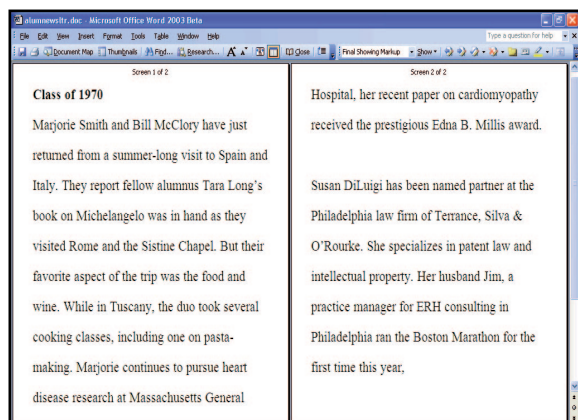 alumnewsltr.doc - Microsoft Office Word 2003 Beta
File Edit View Insert Format Tools Table Window Help
Type a question for help
Document Map Thumbnails Find... Research... A A Close Final Showing Markup Show
Screen 1 of 2
Class of 1970
Marjorie Smith and Bill McClory have just
returned from a summer-long visit to Spain and
Italy. They report fellow alumnus Tara Long's
book on Michelangelo was in hand as they
visited Rome and the Sistine Chapel. But their
favorite aspect of the trip was the food and
wine. While in Tuscany, the duo took several
cooking classes, including one on pasta-
making. Marjorie continues to pursue heart
disease research at Massachusetts General
Screen 2 of 2
Hospital, her recent paper on cardiomyopathy
received the prestigious Edna B. Millis award.
Susan DiLuigi has been named partner at the
Philadelphia law firm of Terrance, Silva &
O'Rourke. She specializes in patent law and
intellectual property. Her husband Jim, a
practice manager for ERH consulting in
Philadelphia ran the Boston Marathon for the
first time this year,